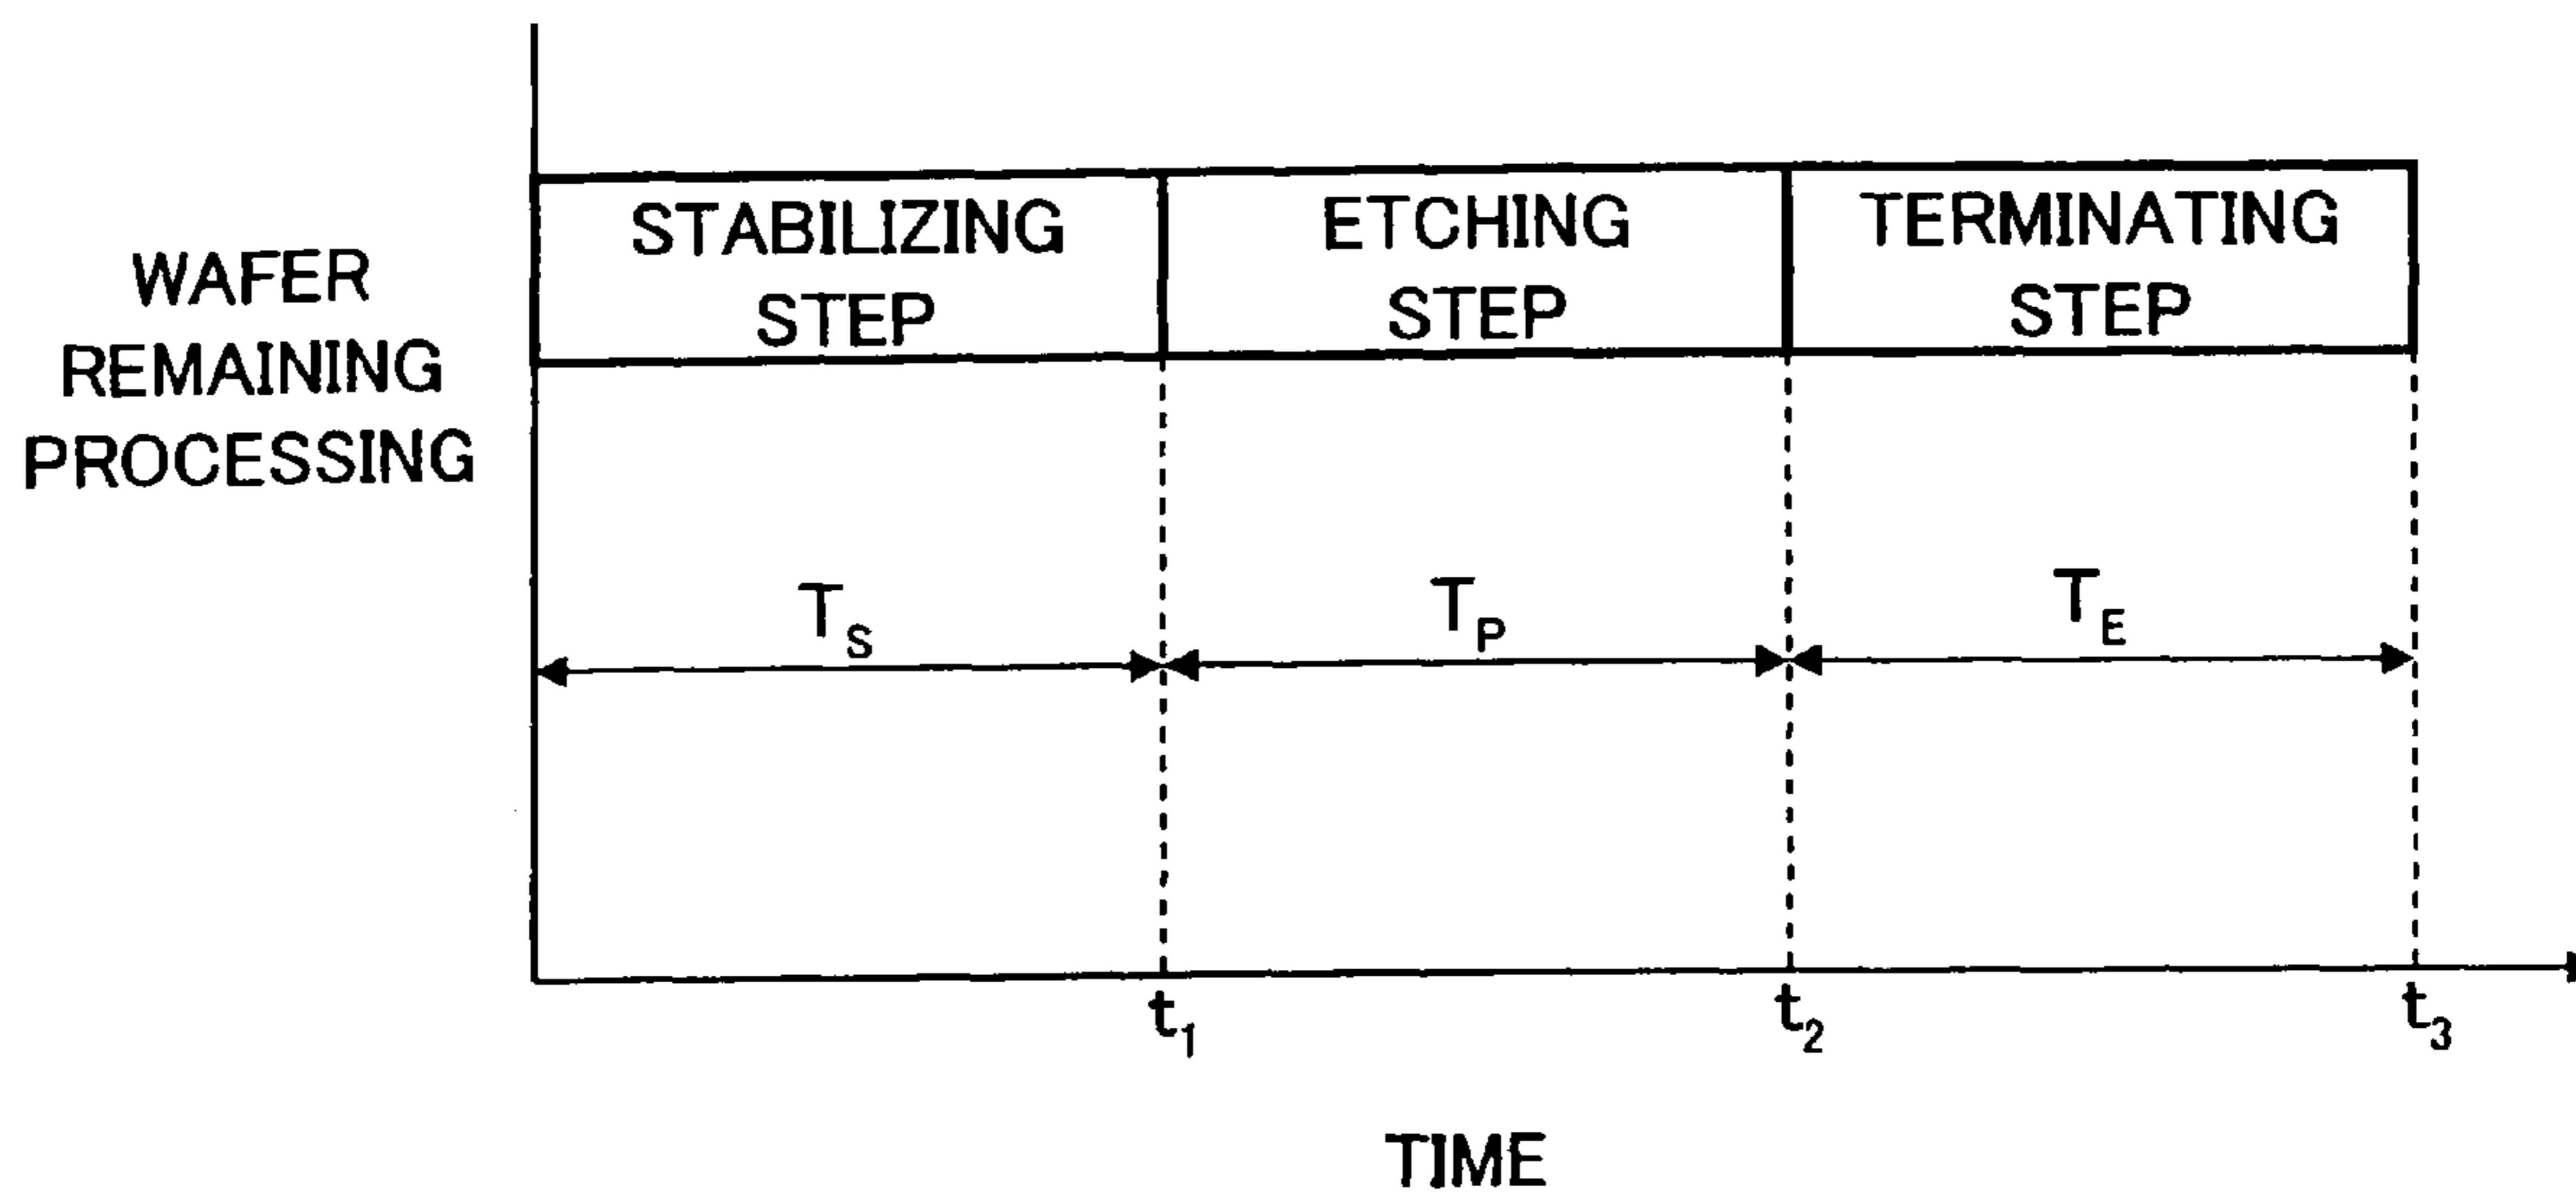 WAFER
REMAINING
PROCESSING
STABILIZING
STEP
ETCHING
STEP
TERMINATING
STEP
TS
TP
TE
t1
t2
t3
TIME